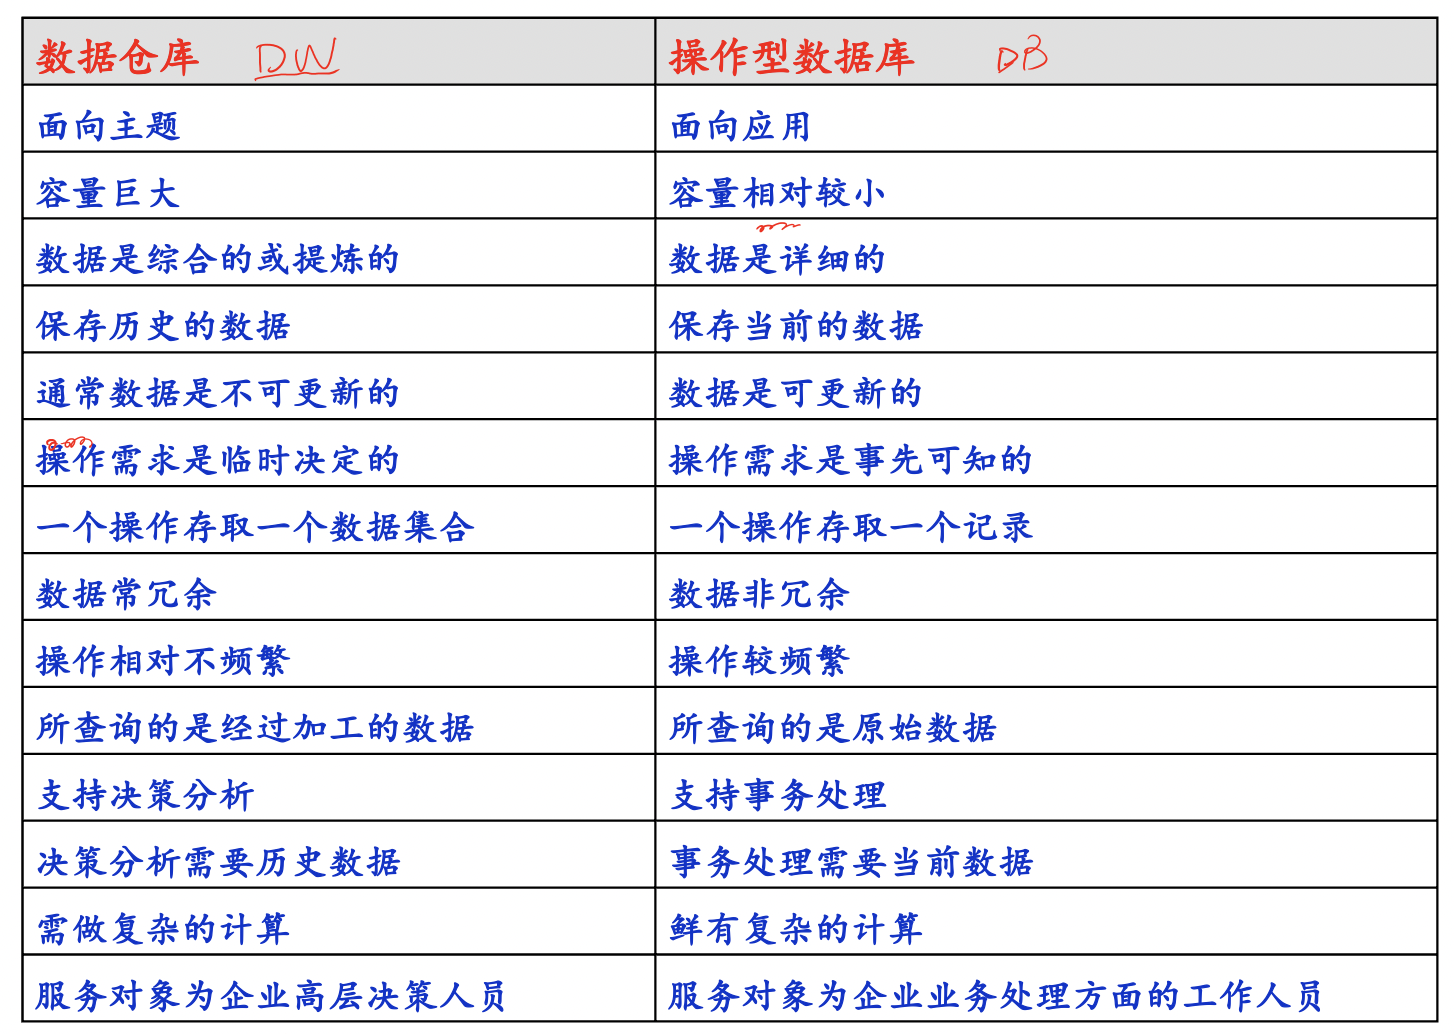 数据仓库 DW 操作型数据库 DB
面向主题 面向应用
容量巨大 容量相对较小
数据是综合的或提炼的 数据是详细的
保存历史的数据 保存当前的数据
通常数据是不可更新的 数据是可更新的
操作需求是临时决定的 操作需求是事先可知的
一个操作存取一个数据集合 一个操作存取一个记录
数据常冗余 数据非冗余
操作相对不频繁 操作较频繁
所查询的是经过加工的数据 所查询的是原始数据
支持决策分析 支持事务处理
决策分析需要历史数据 事务处理需要当前数据
需做复杂的计算 鲜有复杂的计算
服务对象为企业高层决策人员 服务对象为企业业务处理方面的工作人员